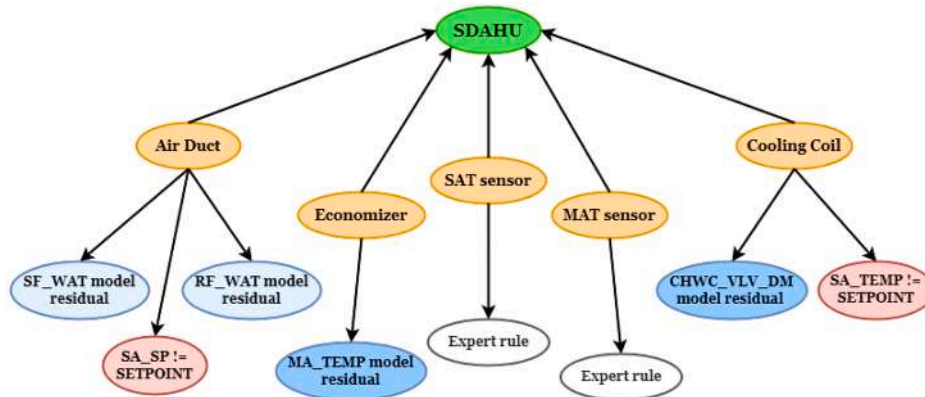 SDAHU
Air Duct
Cooling Coil
SAT sensor
Economizer
MAT sensor
SF_WAT model
residual
RF_WAT model
residual
CHWC_VLV_DM
model residual
SA_TEMP !=
SETPOINT
SA_SP !=
SETPOINT
MA_TEMP model
residual
Expert rule
Expert rule